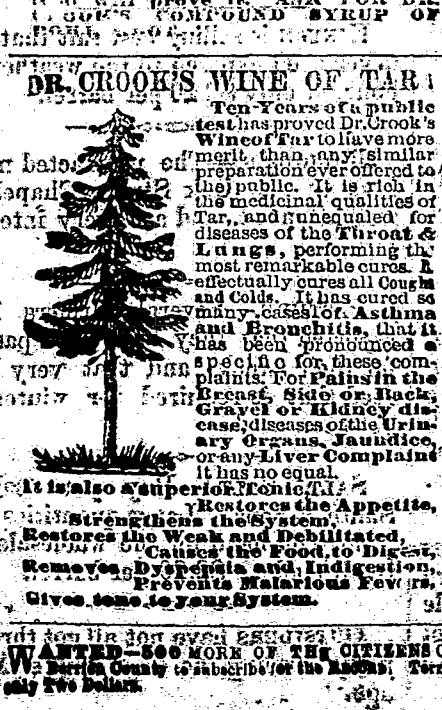 DR. CROOK'S COMPOUND SYRUP OF
DR. CROOK'S WINE OF TAR
Ten Years of a public
test has proved Dr. Crook's
Wine of Tar to have more
merit than any similar
preparation ever offered to
the public. It is rich in
the medicinal qualities of
Tar, and unequaled for
diseases of the Throat &
Lungs, performing the
most remarkable cures. It
effectually cures all Coughs
and Colds. It has cured so
many cases of Asthma
and Bronchitis, that it
has been pronounced a
specific for these com-
plaints. For Pains in the
Breast, Side or Back,
Gravel or Kidney dis-
ease, diseases of the Urin-
ary Organs, Jaundice,
or any Liver Complaint
it has no equal.
It is also a superior Tonic,
Restores the Appetite,
Strengthens the System,
Restores the Weak and Debilitated,
Causes the Food to Digest,
Removes Dyspepsia and Indigestion,
Prevents Malarious Fevers,
Gives tone to your System.
WANTED—500 MORE OF THE CITIZENS
Berrien County to subscribe for the
only Two Dollars.